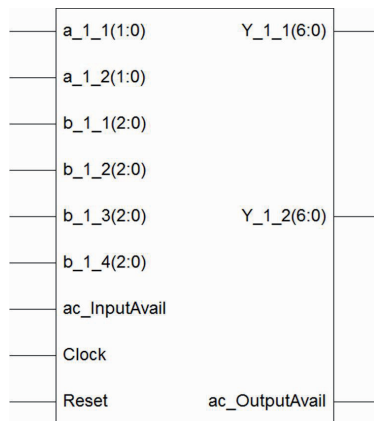 a_1_1(1:0) Y_1_1(6:0)
a_1_2(1:0)
b_1_1(2:0)
b_1_2(2:0)
b_1_3(2:0) Y_1_2(6:0)
b_1_4(2:0)
ac_InputAvail
Clock
Reset ac_OutputAvail